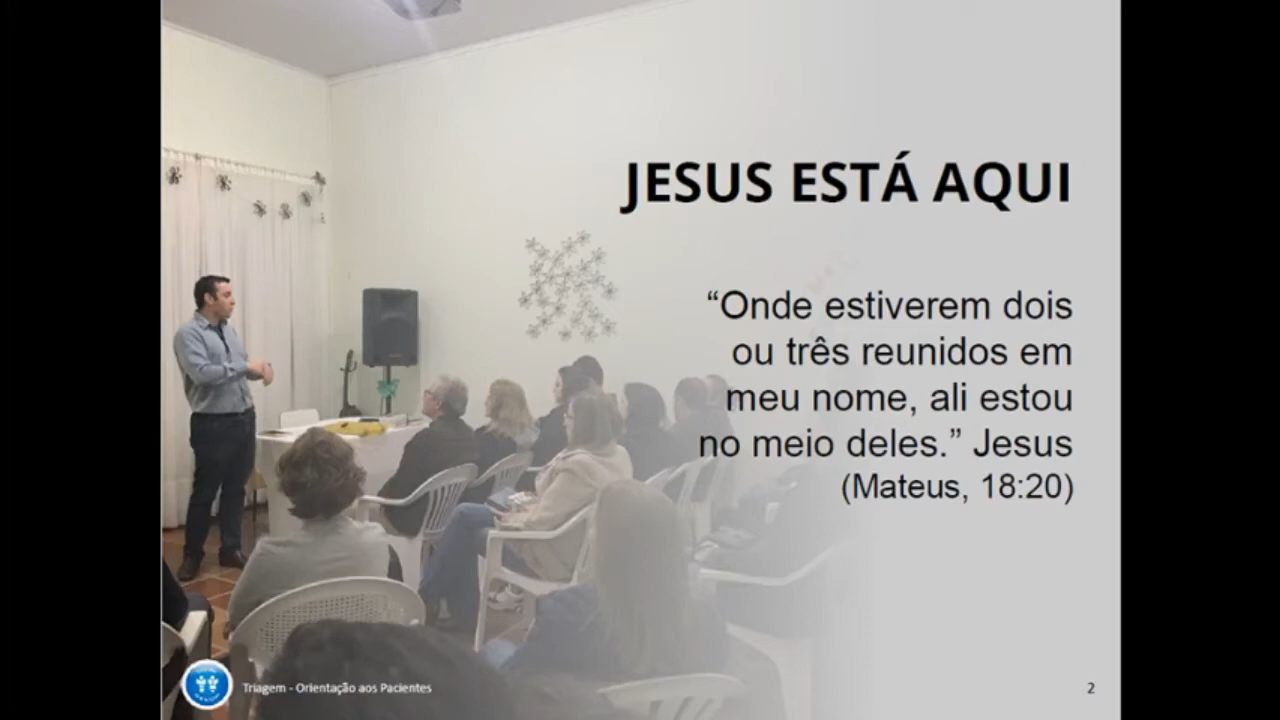 JESUS ESTÁ AQUI
“Onde estiverem dois
ou três reunidos em
meu nome, ali estou
no meio deles.” Jesus
(Mateus, 18:20)
Triagem - Orientação aos Pacientes
2